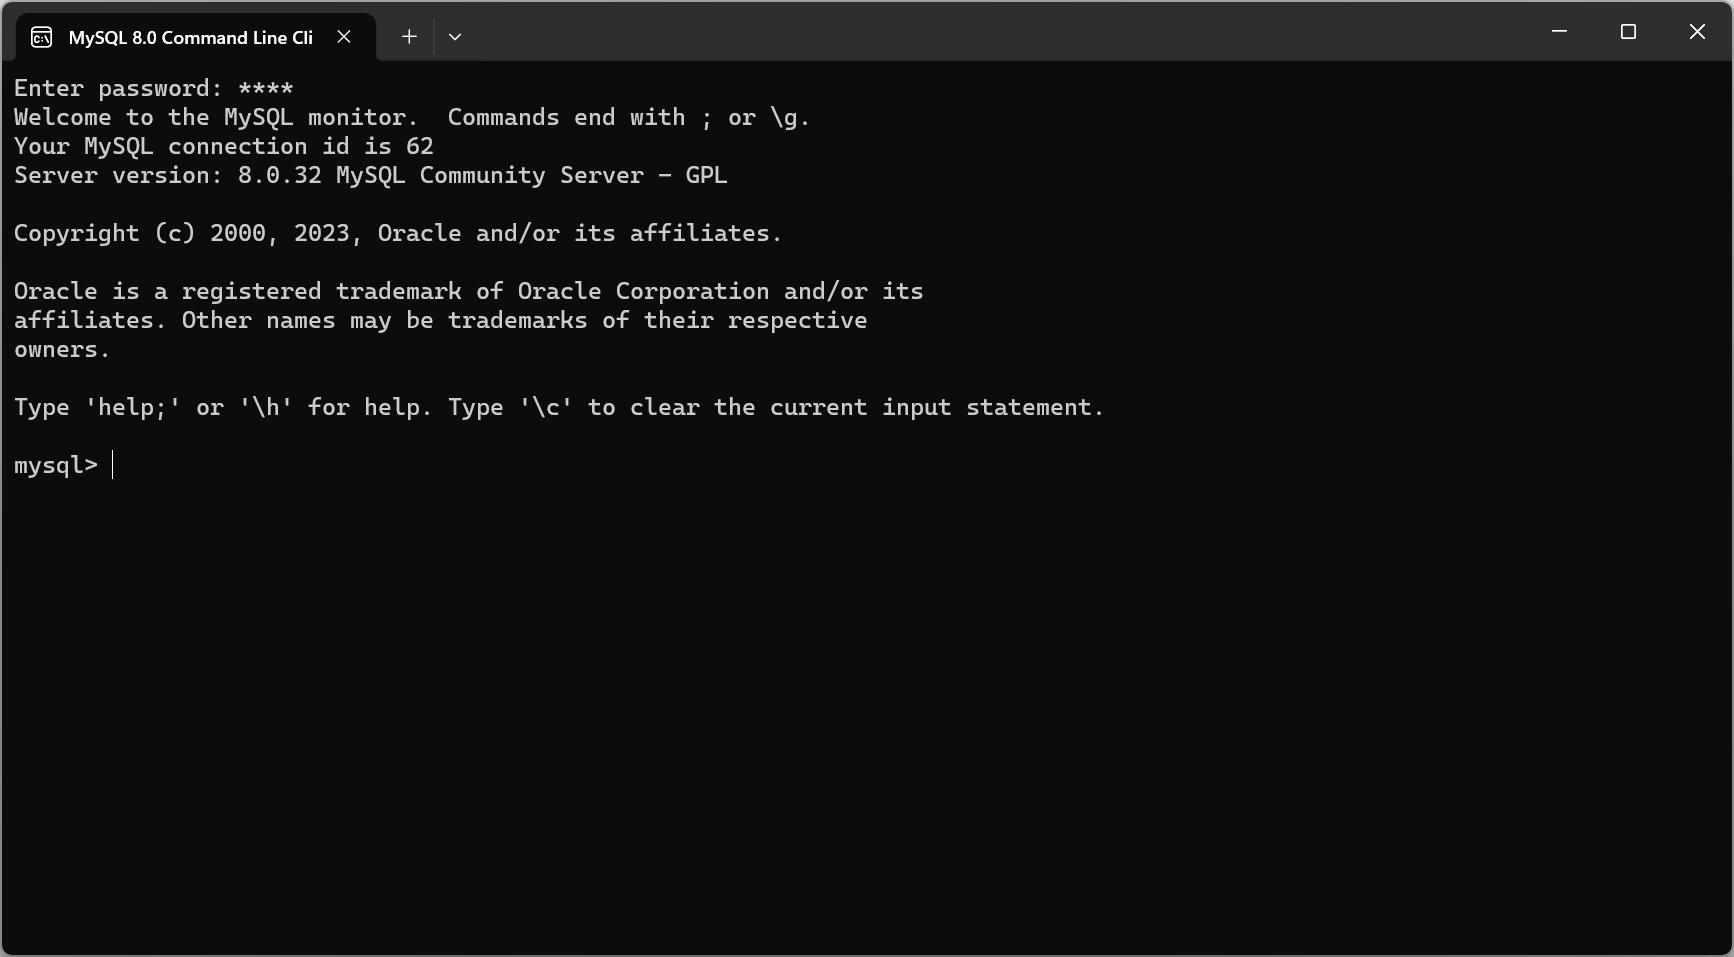 MySQL 8.0 Command Line Cli
Enter password: ****
Welcome to the MySQL monitor.  Commands end with ; or \g.
Your MySQL connection id is 62
Server version: 8.0.32 MySQL Community Server - GPL
Copyright (c) 2000, 2023, Oracle and/or its affiliates.
Oracle is a registered trademark of Oracle Corporation and/or its
affiliates. Other names may be trademarks of their respective
owners.
Type 'help;' or '\h' for help. Type '\c' to clear the current input statement.
mysql>